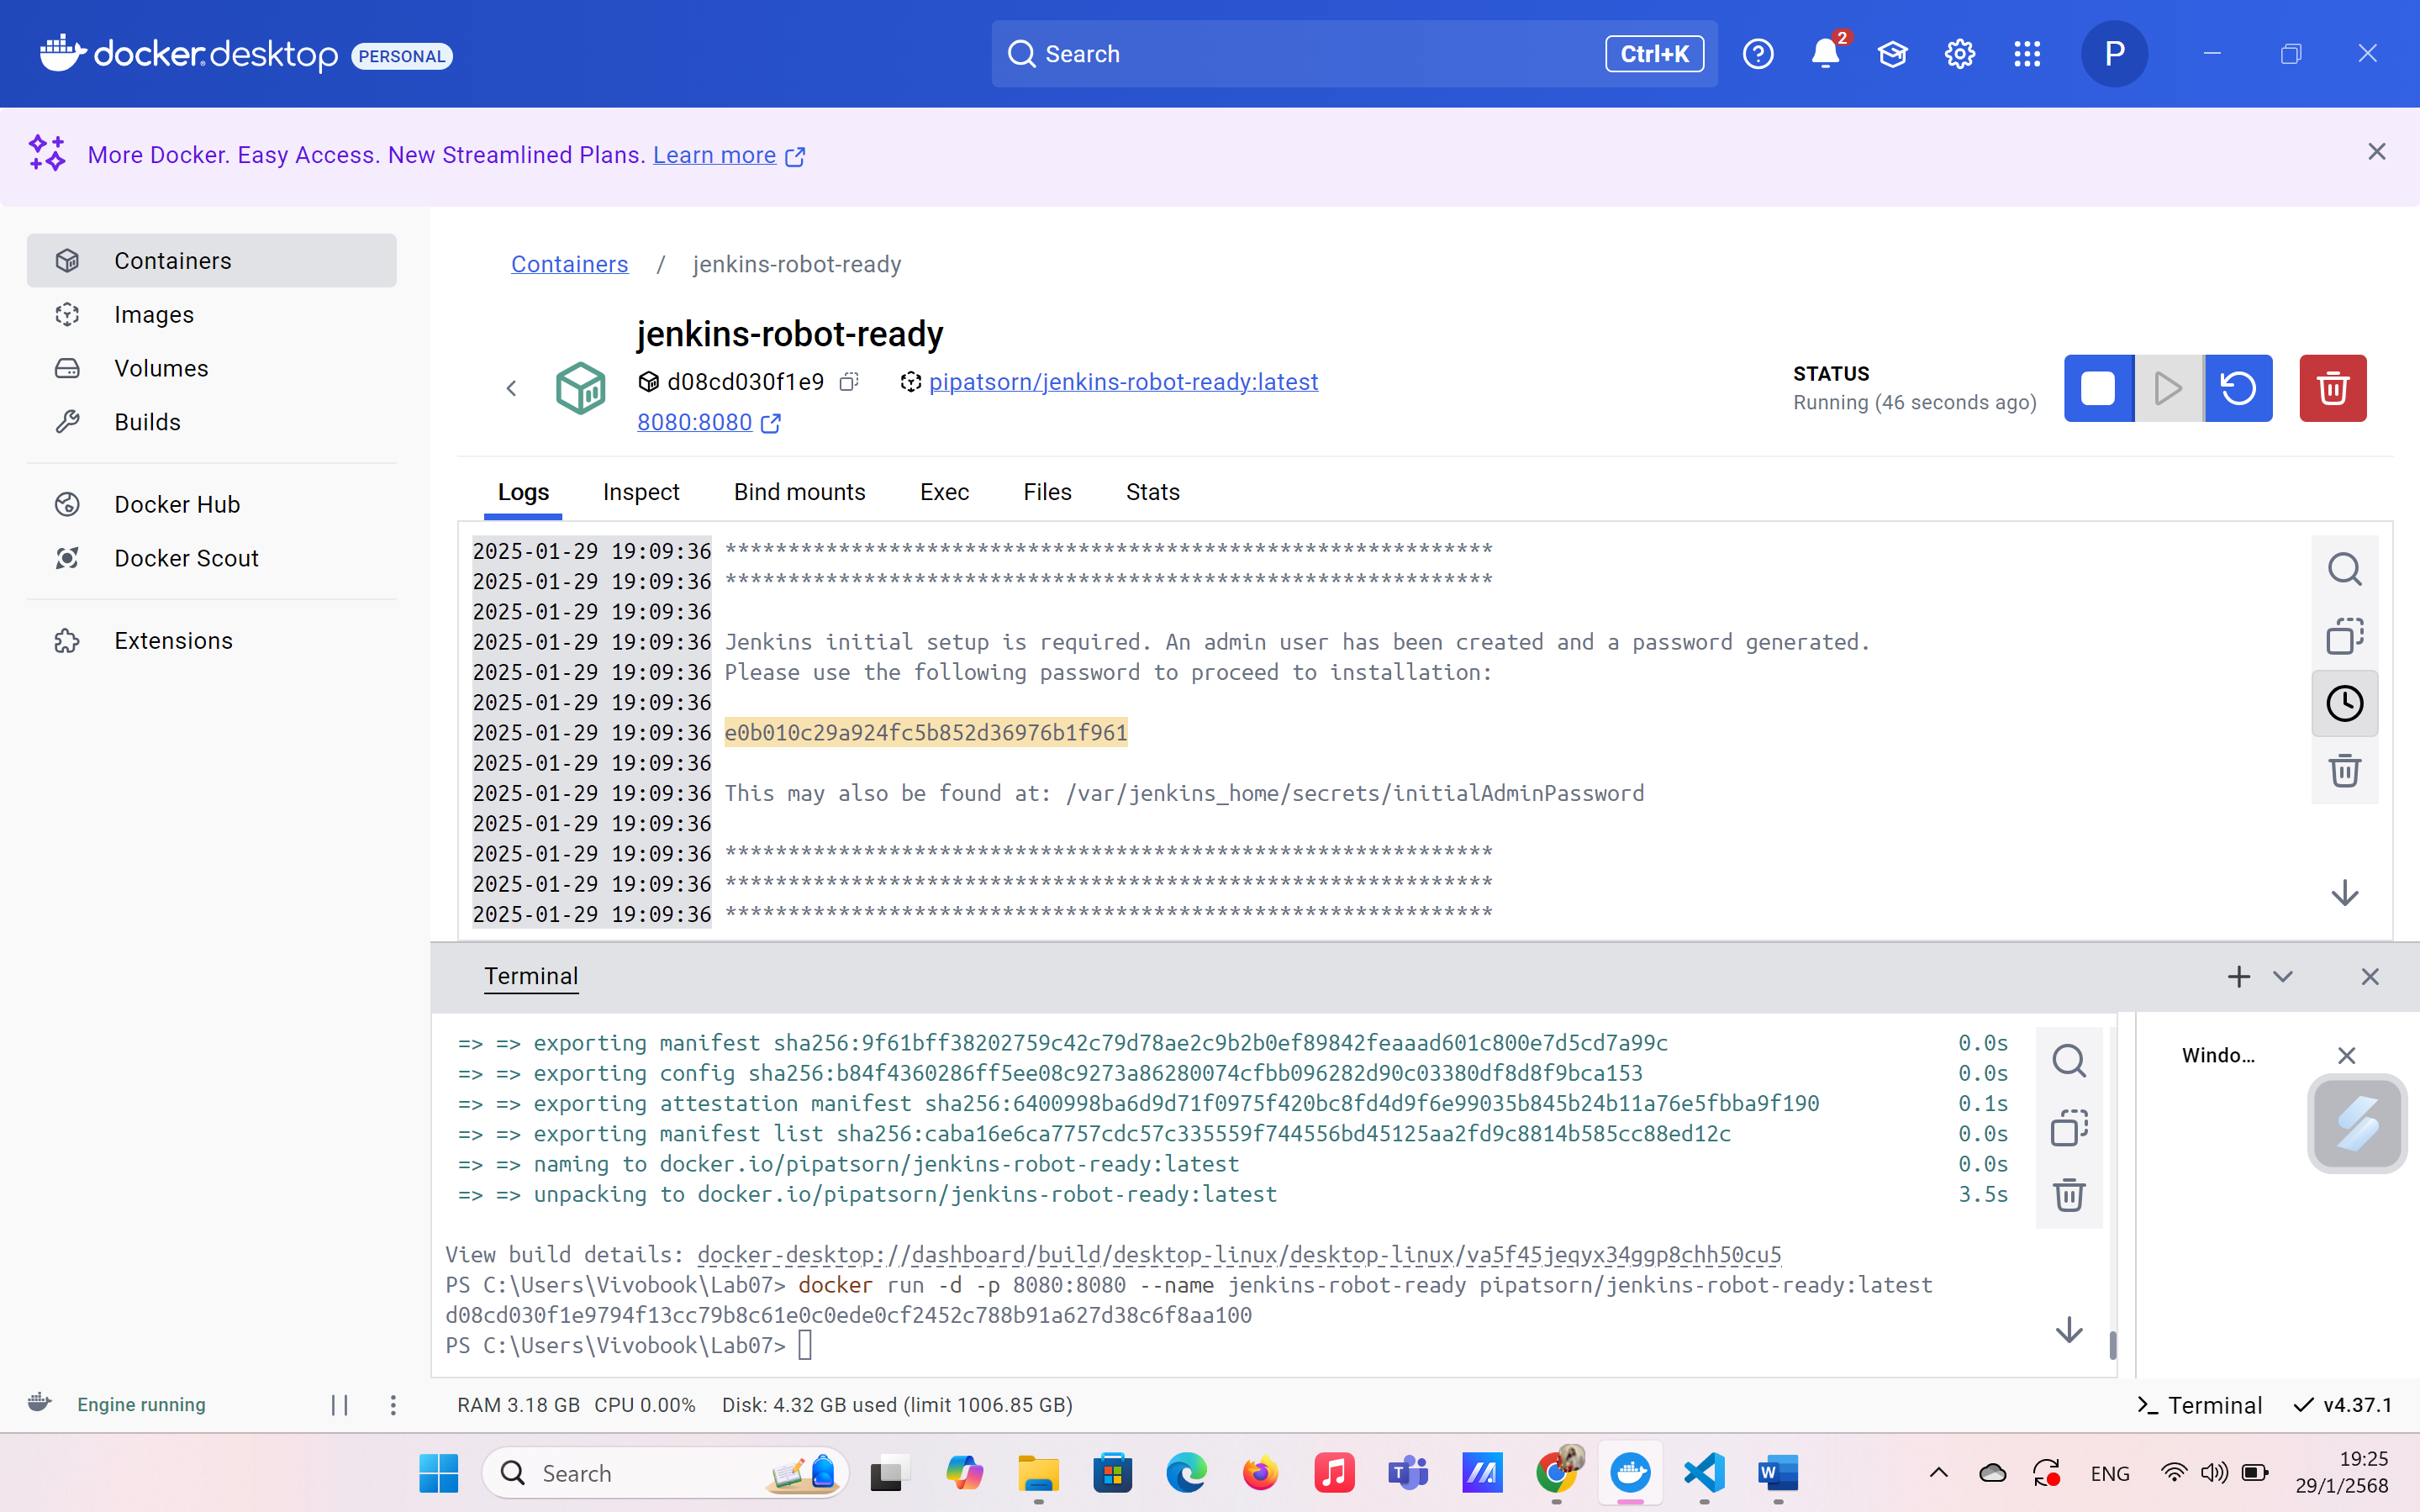 docker.desktop PERSONAL
Search Ctrl+K
2
P
More Docker. Easy Access. New Streamlined Plans. Learn more
Containers
Images
Volumes
Builds
Docker Hub
Docker Scout
Extensions
Containers / jenkins-robot-ready
jenkins-robot-ready
d08cd030f1e9 pipatsorn/jenkins-robot-ready:latest
8080:8080
STATUS
Running (46 seconds ago)
Logs Inspect Bind mounts Exec Files Stats
2025-01-29 19:09:36 *************************************************************
2025-01-29 19:09:36 *************************************************************
2025-01-29 19:09:36
2025-01-29 19:09:36 Jenkins initial setup is required. An admin user has been created and a password generated.
2025-01-29 19:09:36 Please use the following password to proceed to installation:
2025-01-29 19:09:36
2025-01-29 19:09:36 e0b010c29a924fc5b852d36976b1f961
2025-01-29 19:09:36
2025-01-29 19:09:36 This may also be found at: /var/jenkins_home/secrets/initialAdminPassword
2025-01-29 19:09:36
2025-01-29 19:09:36 *************************************************************
2025-01-29 19:09:36 *************************************************************
2025-01-29 19:09:36 *************************************************************
Terminal
=> => exporting manifest sha256:9f61bff38202759c42c79d78ae2c9b2b0ef89842feaaad601c800e7d5cd7a99c 0.0s
=> => exporting config sha256:b84f4360286ff5ee08c9273a86280074cfbb096282d90c03380df8d8f9bca153 0.0s
=> => exporting attestation manifest sha256:6400998ba6d9d71f0975f420bc8fd4d9f6e99035b845b24b11a76e5fbba9f190 0.1s
=> => exporting manifest list sha256:caba16e6ca7757cdc57c335559f744556bd45125aa2fd9c8814b585cc88ed12c 0.0s
=> => naming to docker.io/pipatsorn/jenkins-robot-ready:latest 0.0s
=> => unpacking to docker.io/pipatsorn/jenkins-robot-ready:latest 3.5s
View build details: docker-desktop://dashboard/build/desktop-linux/desktop-linux/va5f45jeqyx34ggp8chh50cu5
PS C:\Users\Vivobook\Lab07> docker run -d -p 8080:8080 --name jenkins-robot-ready pipatsorn/jenkins-robot-ready:latest
d08cd030f1e9794f13cc79b8c61e0c0ede0cf2452c788b91a627d38c6f8aa100
PS C:\Users\Vivobook\Lab07>
Windo...
Engine running
RAM 3.18 GB CPU 0.00% Disk: 4.32 GB used (limit 1006.85 GB)
Terminal v4.37.1
Search
ENG
19:25
29/1/2568